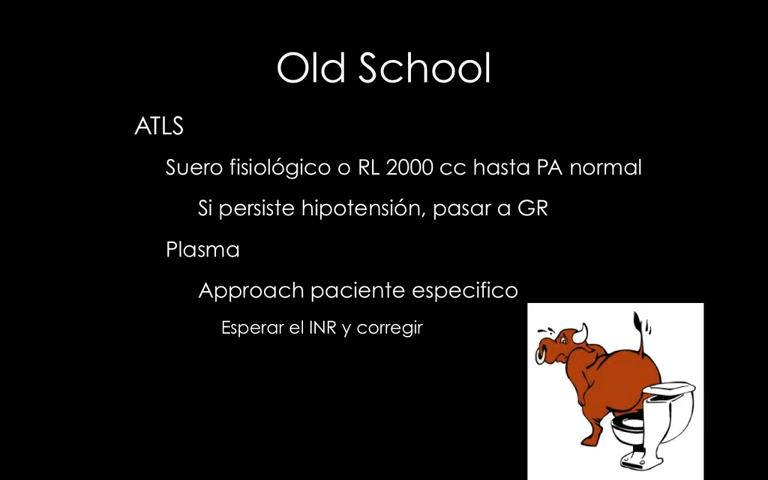 Old School
ATLS
Suero fisiológico o RL 2000 cc hasta PA normal
Si persiste hipotensión, pasar a GR
Plasma
Approach paciente especifico
Esperar el INR y corregir